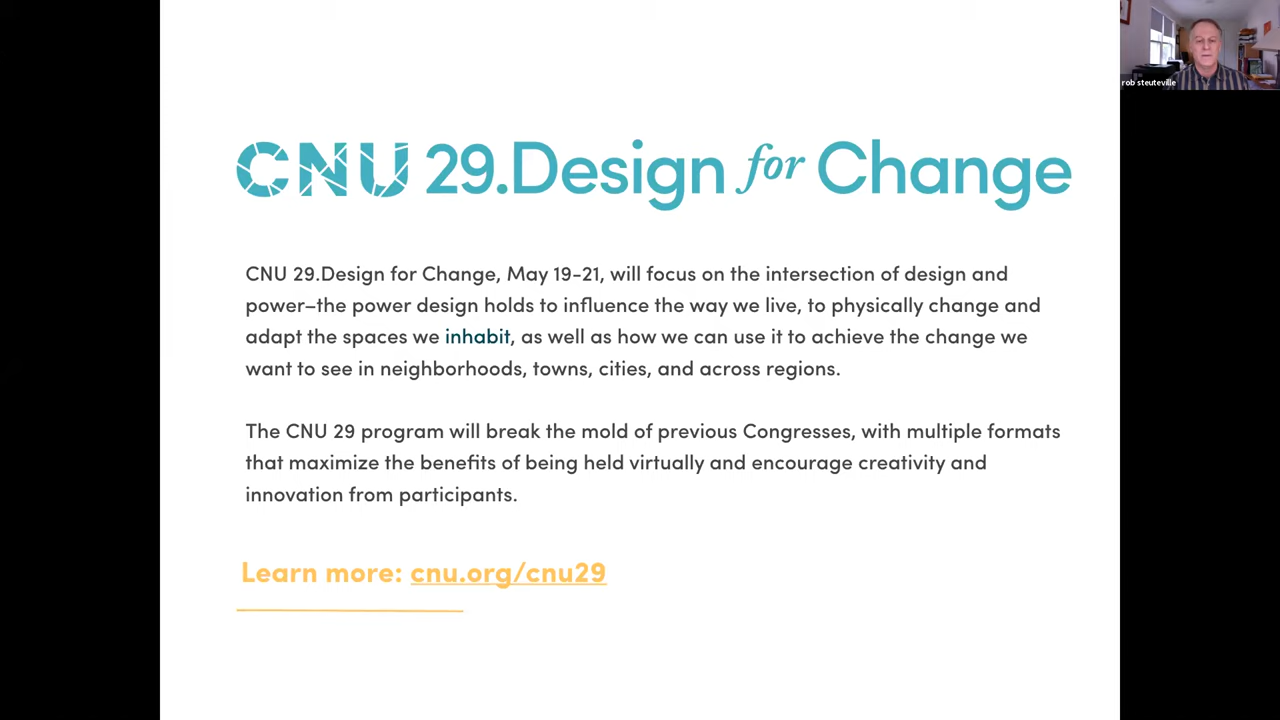 rob steuteville
CNU 29.Design for Change
CNU 29.Design for Change, May 19-21, will focus on the intersection of design and
power–the power design holds to influence the way we live, to physically change and
adapt the spaces we inhabit, as well as how we can use it to achieve the change we
want to see in neighborhoods, towns, cities, and across regions.
The CNU 29 program will break the mold of previous Congresses, with multiple formats
that maximize the benefits of being held virtually and encourage creativity and
innovation from participants.
Learn more: cnu.org/cnu29